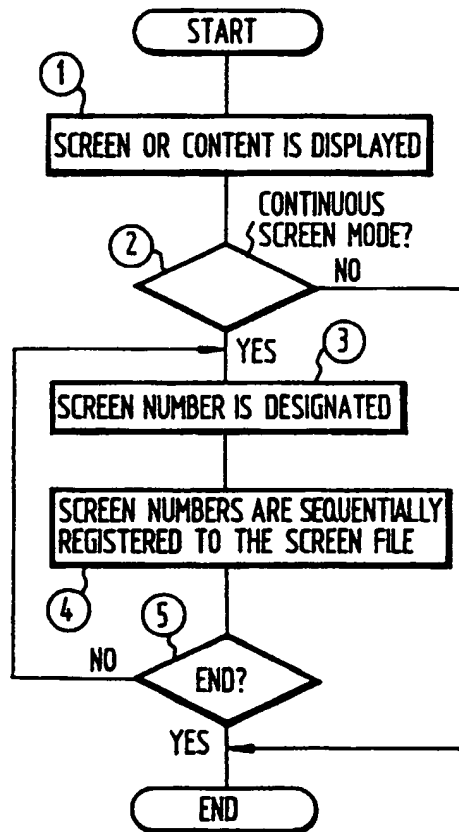 START
1
SCREEN OR CONTENT IS DISPLAYED
CONTINUOUS
SCREEN MODE?
2
NO
YES
3
SCREEN NUMBER IS DESIGNATED
SCREEN NUMBERS ARE SEQUENTIALLY
REGISTERED TO THE SCREEN FILE
4
5
NO
END?
YES
END